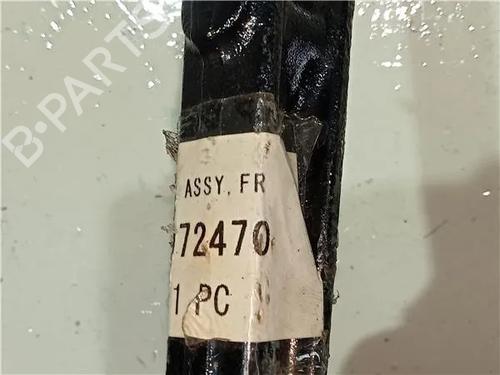 B-PARTS
ASSY, FR
72470
1 PC